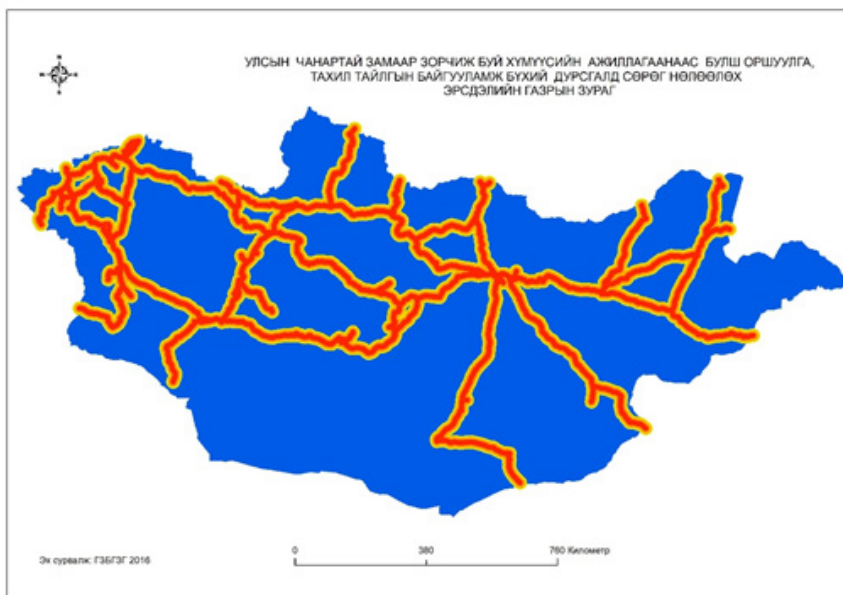 УЛСЫН ЧАНАРТАЙ ЗАМААР ЗОРЧИЖ БУЙ ХҮМҮҮСИЙН АЖИЛЛАГААНААС БУЛШ ОРШУУЛГА,
ТАХИЛ ТАЙЛГЫН БАЙГУУЛАМЖ БҮХИЙ ДУРСГАЛД СӨРӨГ НӨЛӨӨЛӨХ
ЭРСДЭЛИЙН ГАЗРЫН ЗУРАГ
0 380 760 Километр
Эх сурвалж: ГЗБГЗГ 2016